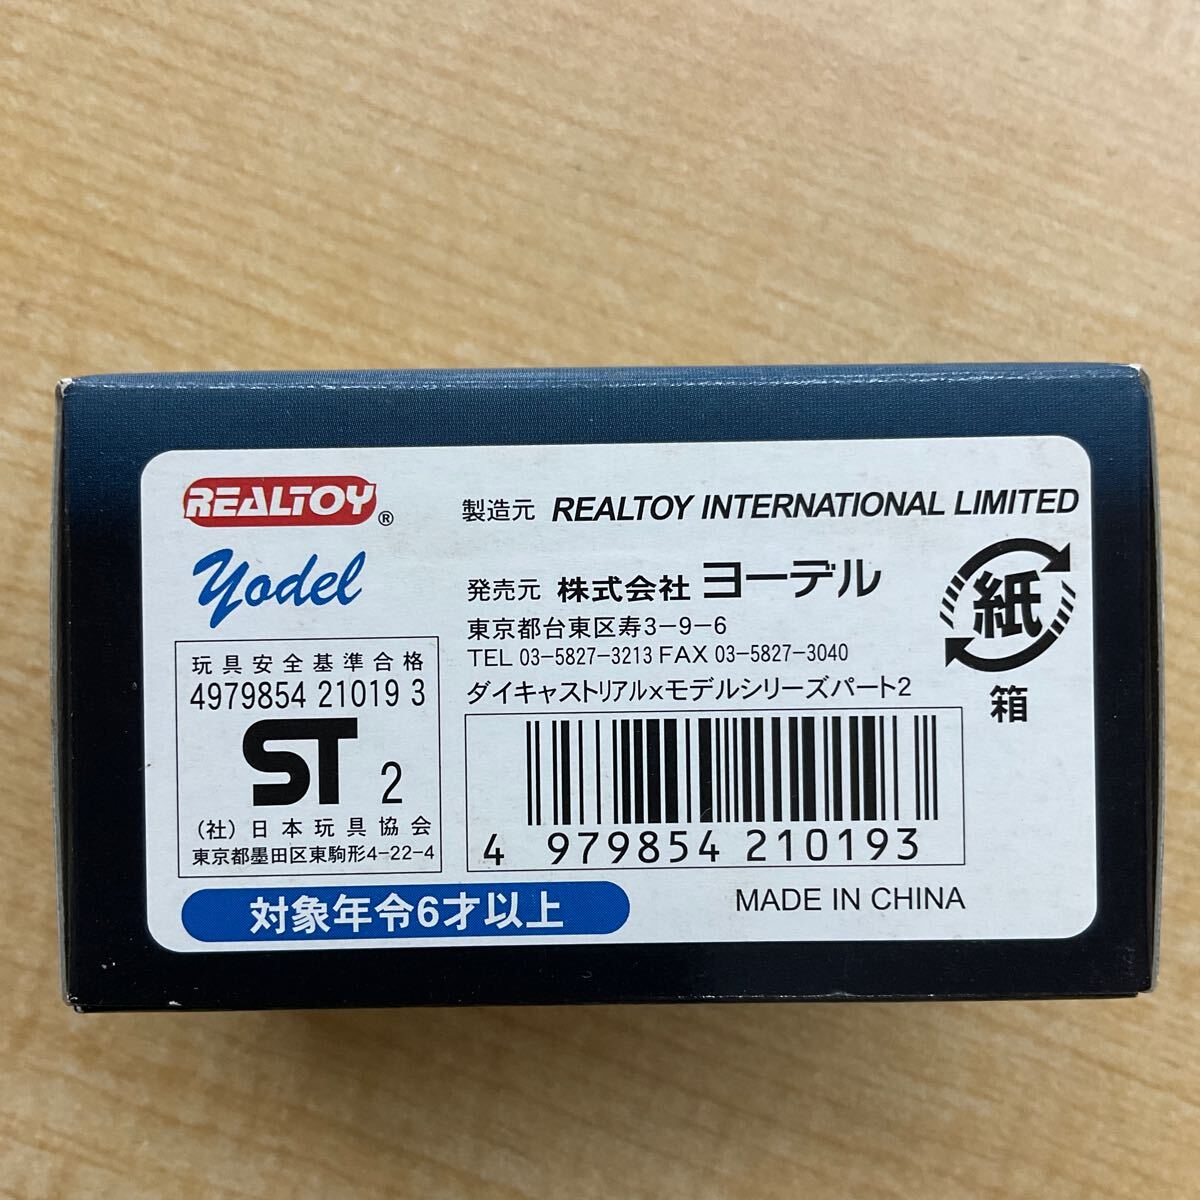 REALTOY®
yodel
製造元 REALTOY INTERNATIONAL LIMITED
発売元 株式会社 ヨーデル
東京都台東区寿3-9-6
TEL 03-5827-3213 FAX 03-5827-3040
ダイキャストリアルxモデルシリーズパート2
紙
箱
玩具安全基準合格
4979854 21019 3
ST 2
(社)日本玩具協会
東京都墨田区東駒形4-22-4
4 979854 210193
対象年令6才以上
MADE IN CHINA